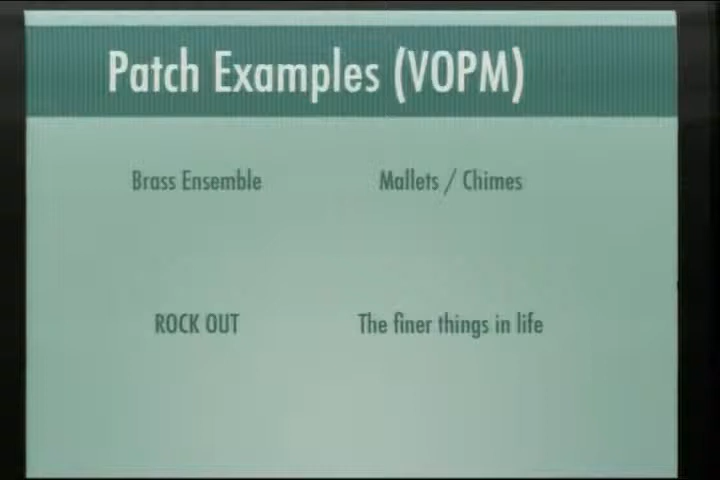 Patch Examples (VOPM)
Brass Ensemble
Mallets / Chimes
ROCK OUT
The finer things in life